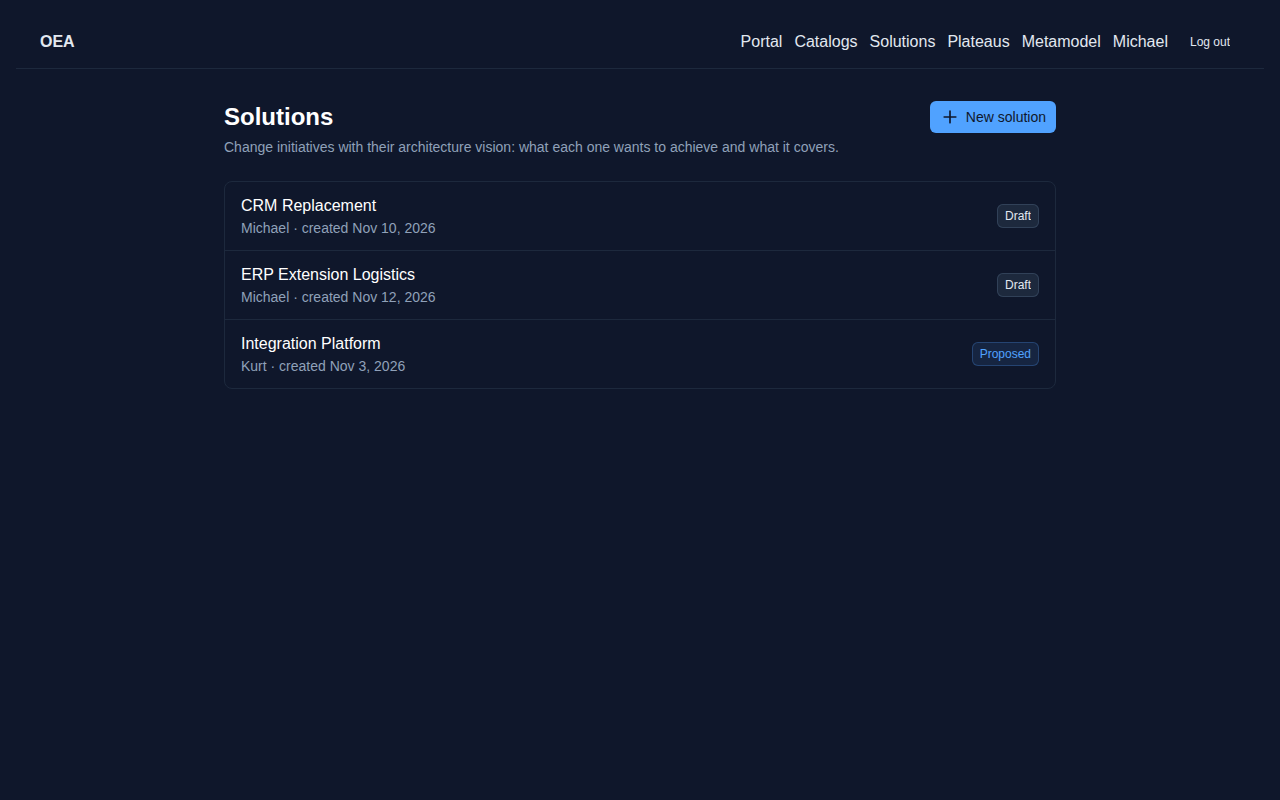 OEA Portal Catalogs Solutions Plateaus Metamodel Michael Log out
Solutions
New solution
Change initiatives with their architecture vision: what each one wants to achieve and what it covers.
CRM Replacement
Michael · created Nov 10, 2026
Draft
ERP Extension Logistics
Michael · created Nov 12, 2026
Draft
Integration Platform
Kurt · created Nov 3, 2026
Proposed